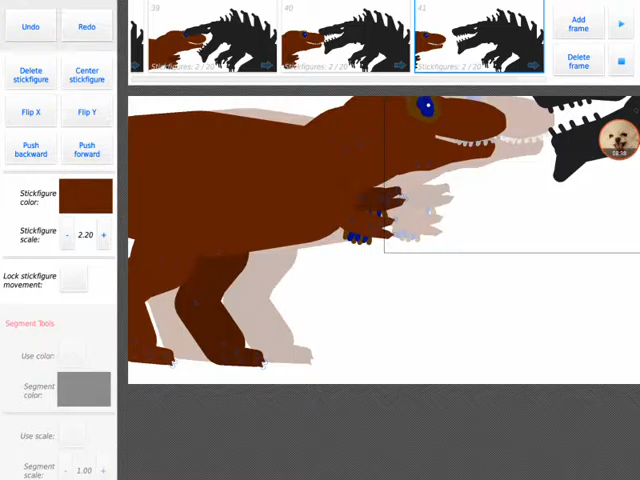 Undo
Redo
Delete
stickfigure
Center
stickfigure
Flip X
Flip Y
Push
backward
Push
forward
Stickfigure
color:
Stickfigure
scale:
- 2.20 +
Lock stickfigure
movement:
Segment Tools
Use color:
Segment
color:
Use scale:
Segment
scale:
- 1.00 +
39
Stickfigures: 2 / 20
40
Stickfigures: 2 / 20
41
Stickfigures: 2 / 20
Add
frame
Delete
frame